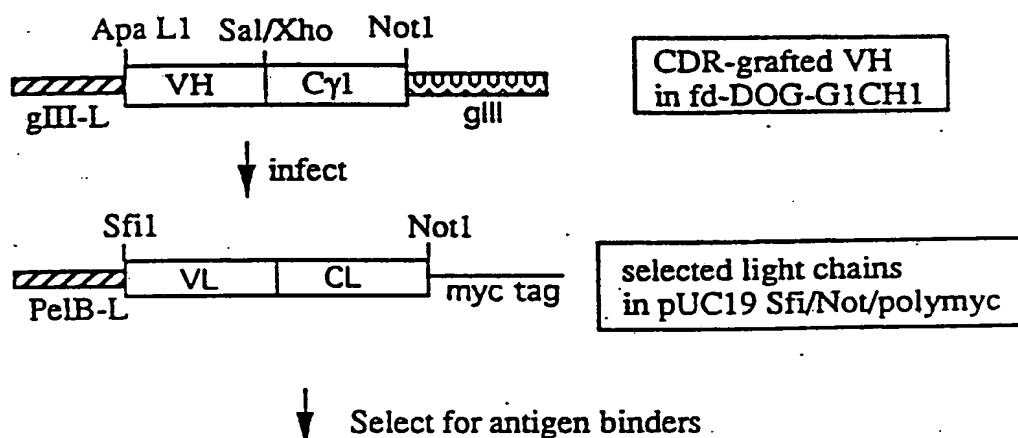 Apa L1 Sal/Xho Not1
VH Cγ1
gIII-L gIII
CDR-grafted VH
in fd-DOG-G1CH1
infect
Sfi1 Not1
VL CL
PelB-L myc tag
selected light chains
in pUC19 Sfi/Not/polymyc
Select for antigen binders